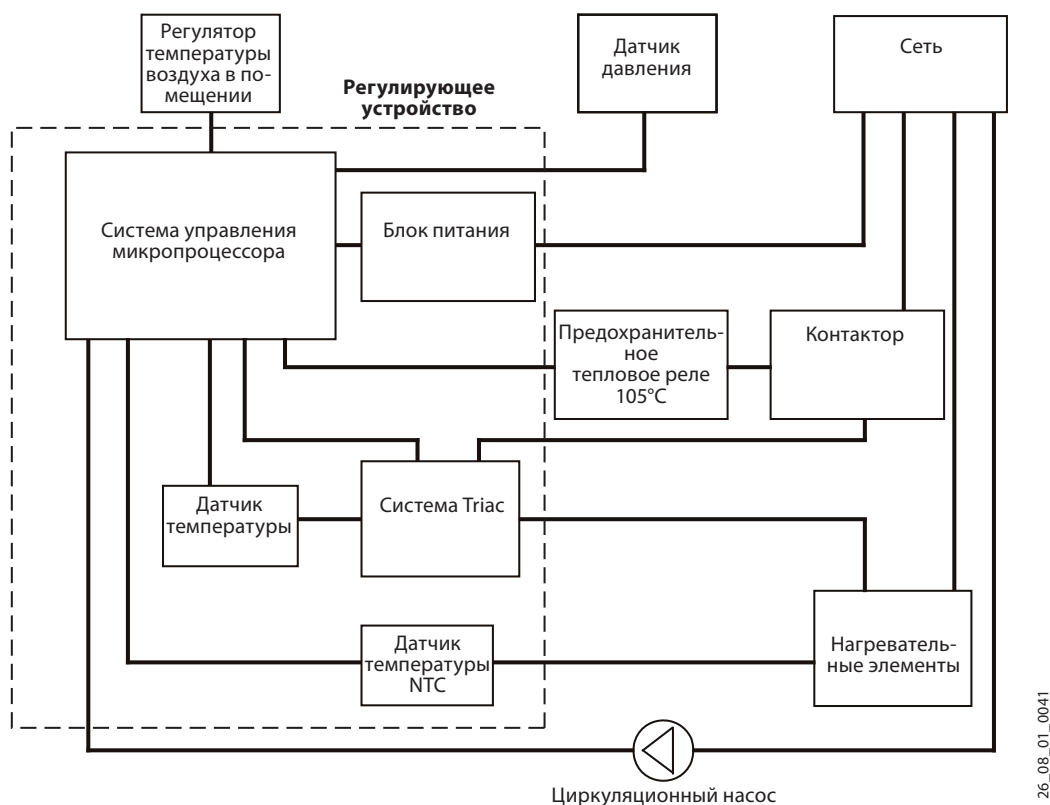 Регулятор
температуры
воздуха в по-
мещении
Датчик
давления
Сеть
Регулирующее
устройство
Система управления
микропроцессора
Блок питания
Предохранитель-
ное
тепловое реле
105°C
Контактор
Датчик
температуры
Система Triac
Датчик
температуры
NTC
Нагреватель-
ные элементы
Циркуляционный насос
26_08_01_0041